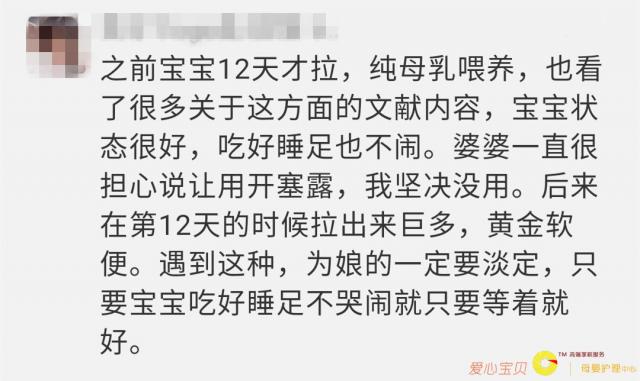 之前宝宝12天才拉，纯母乳喂养，也看
了很多关于这方面的文献内容，宝宝状
态很好，吃好睡足也不闹。婆婆一直很
担心说让用开塞露，我坚决没用。后来
在第12天的时候拉出来巨多，黄金软
便。遇到这种，为娘的一定要淡定，只
要宝宝吃好睡足不哭闹就只要等着就
好。
爱心宝贝
TM 高端家政服务
母婴护理中心